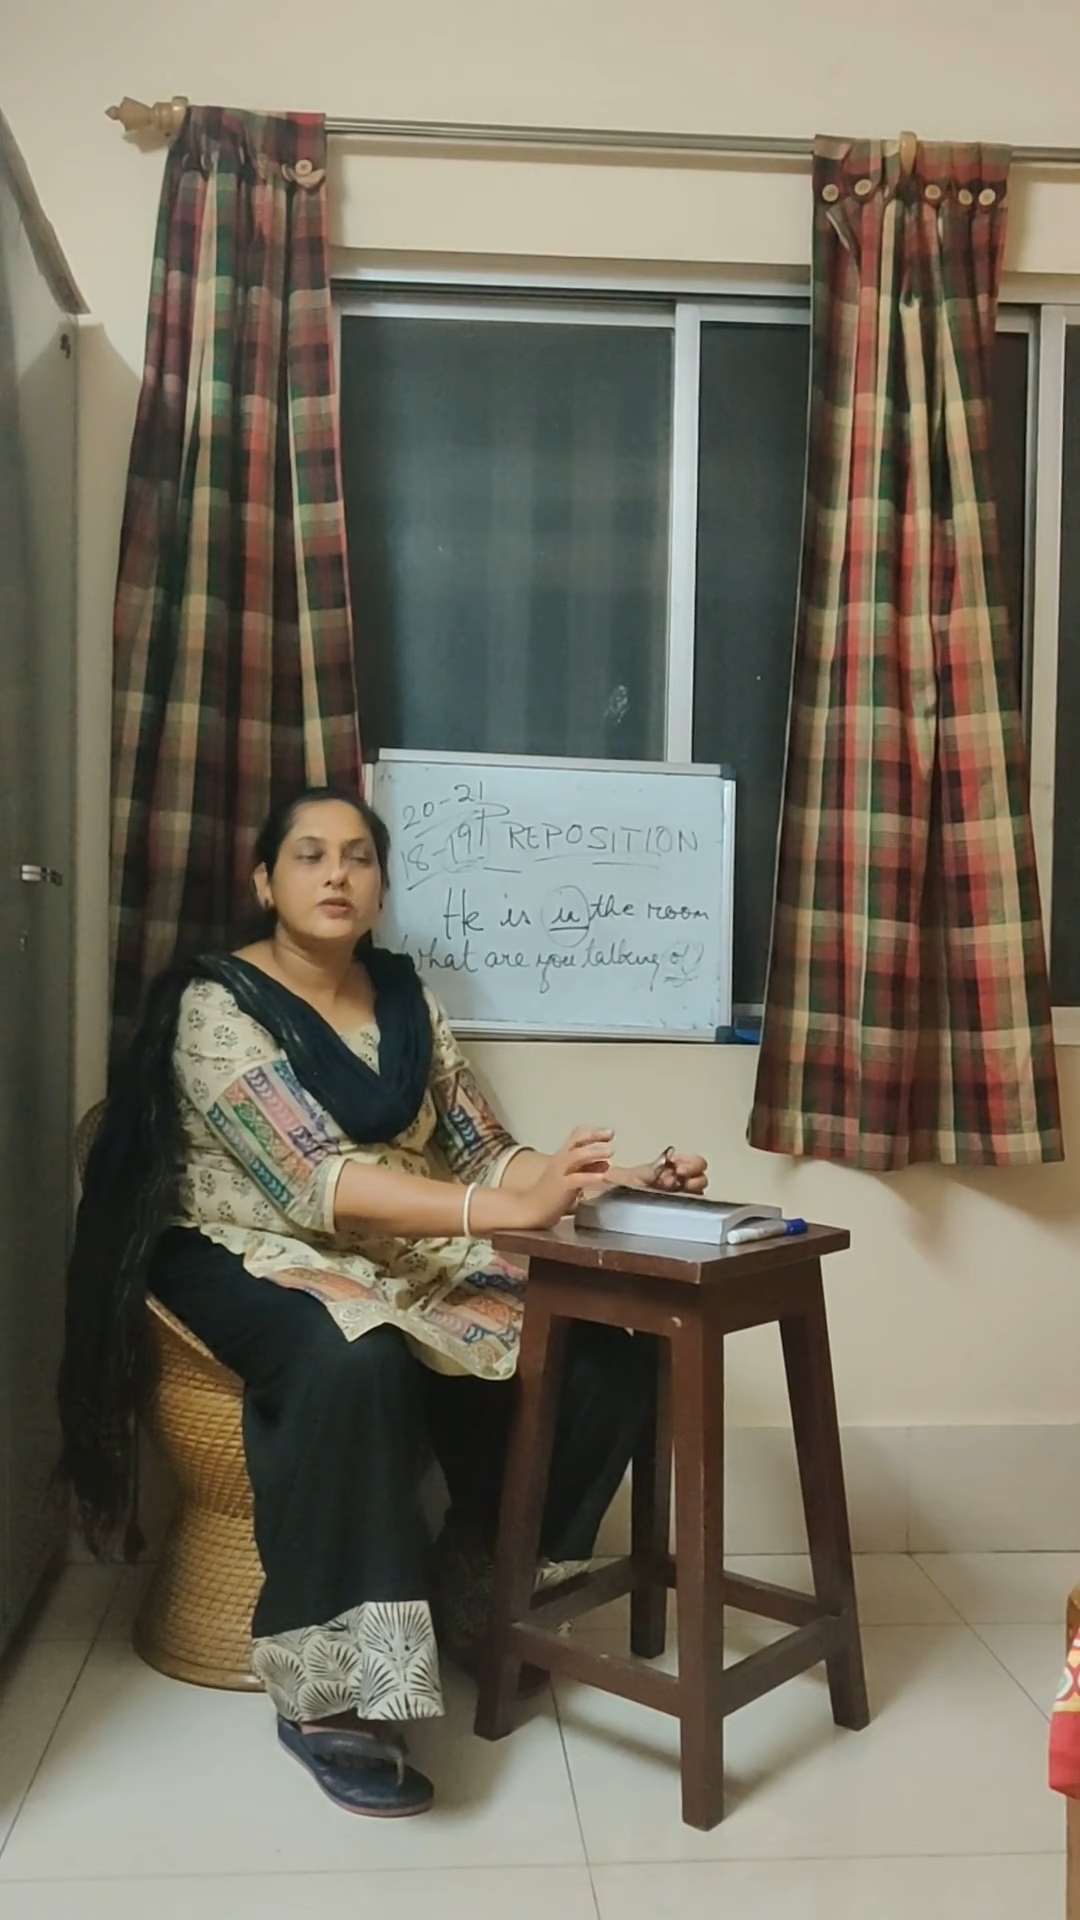 20-21
18-19
PREPOSITION
He is in the room
What are you talking of?